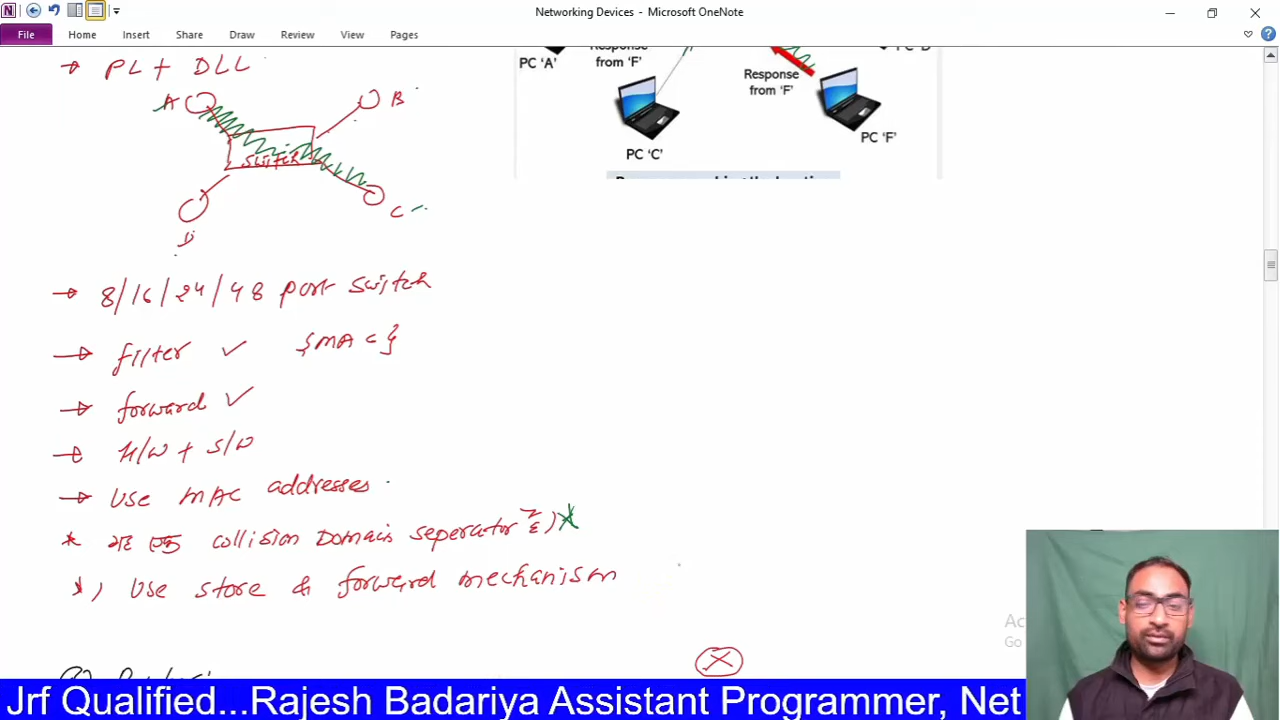 Networking Devices - Microsoft OneNote
File Home Insert Share Draw Review View Pages
→ PL + DLL
A
B
switch
C
D
→ 8/16/24/48 port switch
→ filter ✓ {MAC}
→ forward ✓
→ H/W + S/W
→ Use MAC addresses
* यह एक collision Domain seperator है)*
*) Use store & forward mechanism
Response
from 'F'
PC 'A'
Response
from 'F'
PC 'C'
PC 'F'
Jrf Qualified...Rajesh Badariya Assistant Programmer, Net